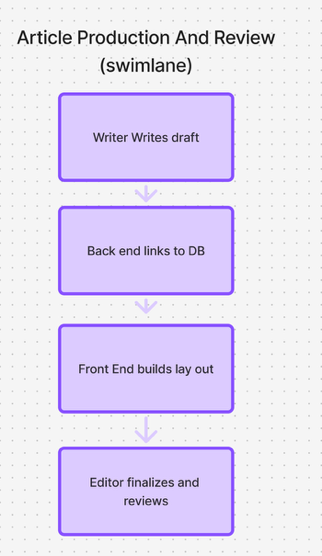 Article Production And Review
(swimlane)
Writer Writes draft
Back end links to DB
Front End builds lay out
Editor finalizes and
reviews